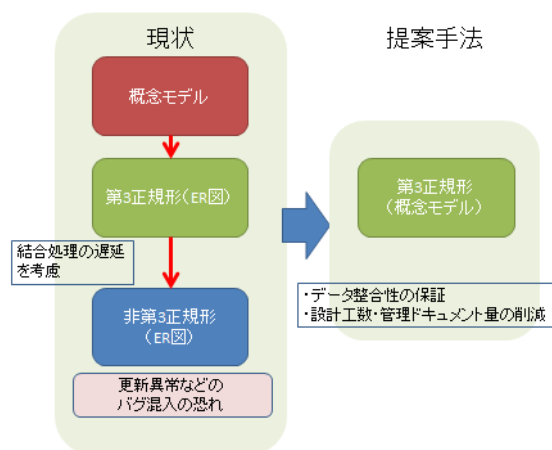 現状
提案手法
概念モデル
第3正規形(ER図)
第3正規形
(概念モデル)
結合処理の遅延
を考慮
・データ整合性の保証
・設計工数・管理ドキュメント量の削減
非第3正規形
(ER図)
更新異常などの
バグ混入の恐れ